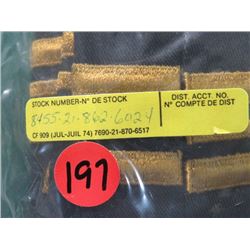 STOCK NUMBER-N° DE STOCK
DIST. ACCT. NO.
N° COMPTE DE DIST
8455-21-862-6024
CF 909 (JUL-JUIL 74) 7690-21-870-6517
197